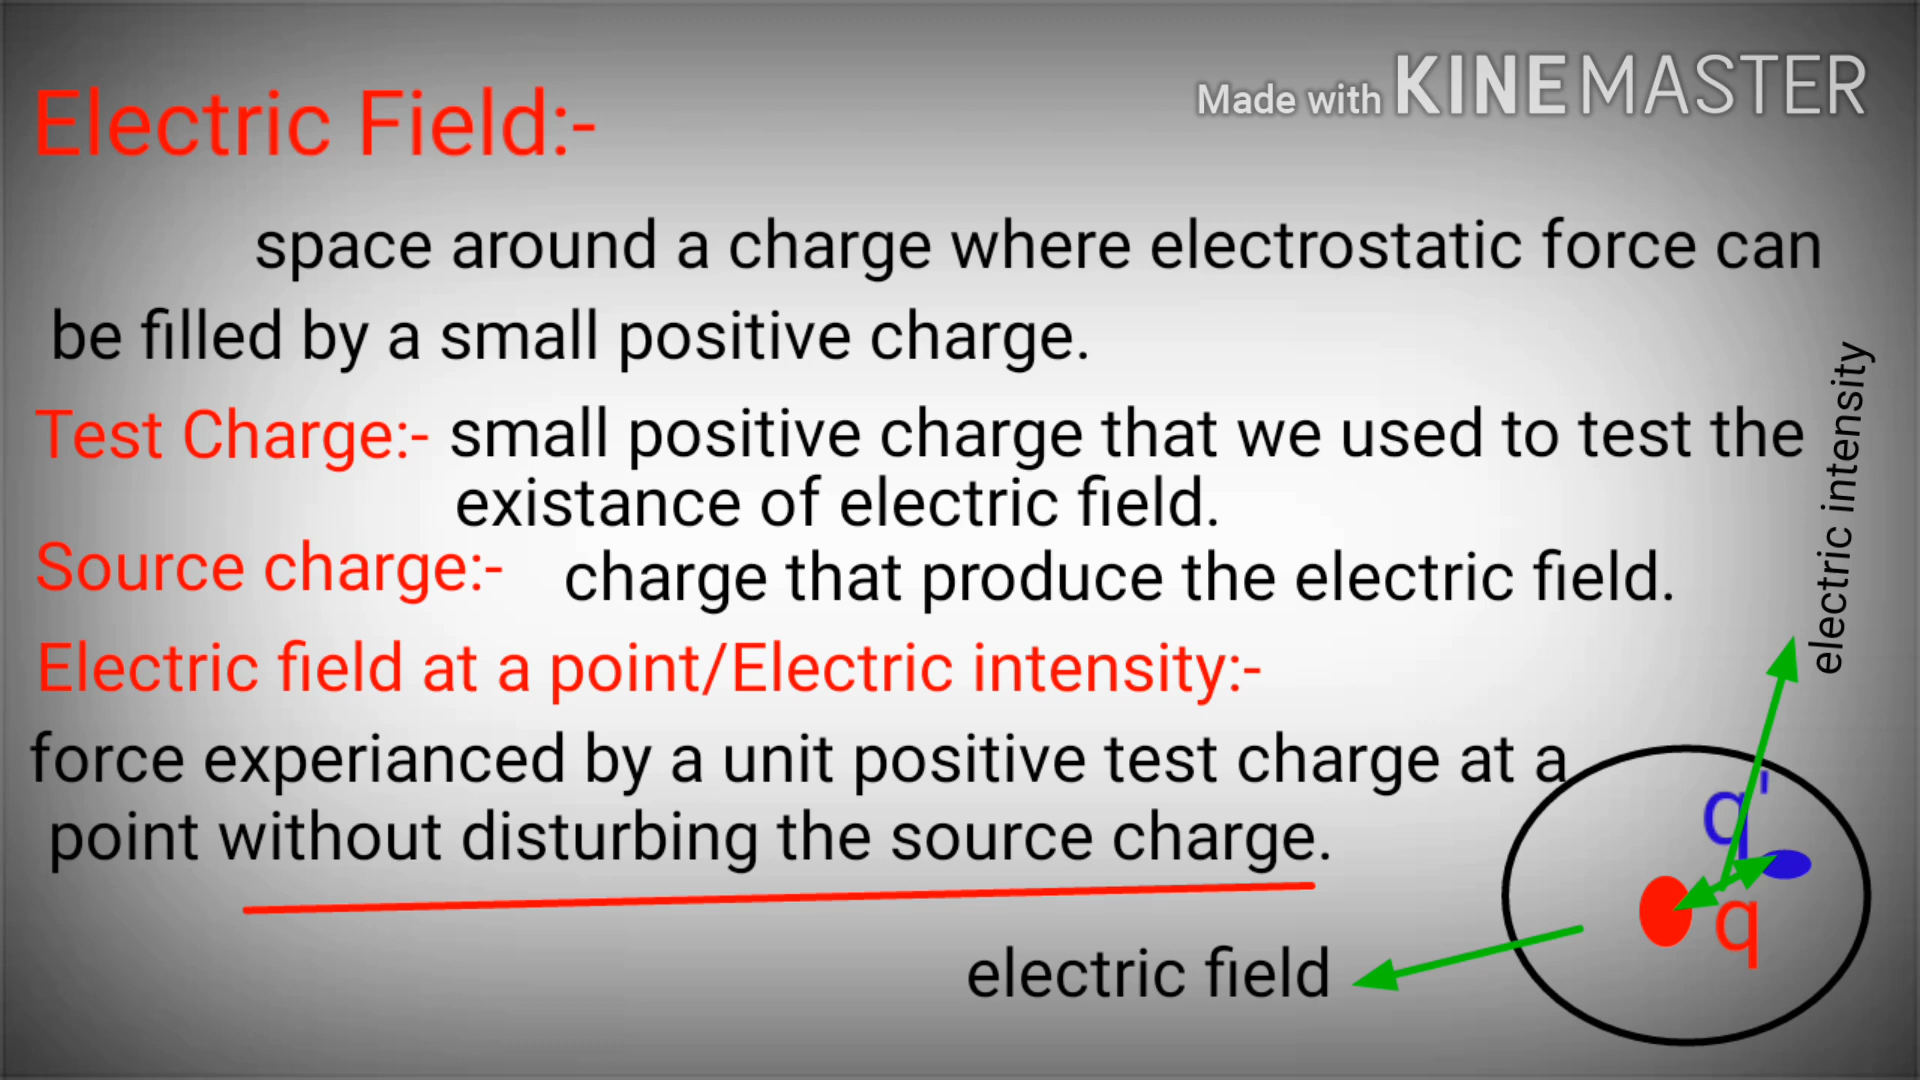 Made with KINEMASTER
Electric Field:-
space around a charge where electrostatic force can
be filled by a small positive charge.
Test Charge:- small positive charge that we used to test the
existance of electric field.
Source charge:- charge that produce the electric field.
Electric field at a point/Electric intensity:-
force experianced by a unit positive test charge at a
point without disturbing the source charge.
electric intensity
q'
q
electric field